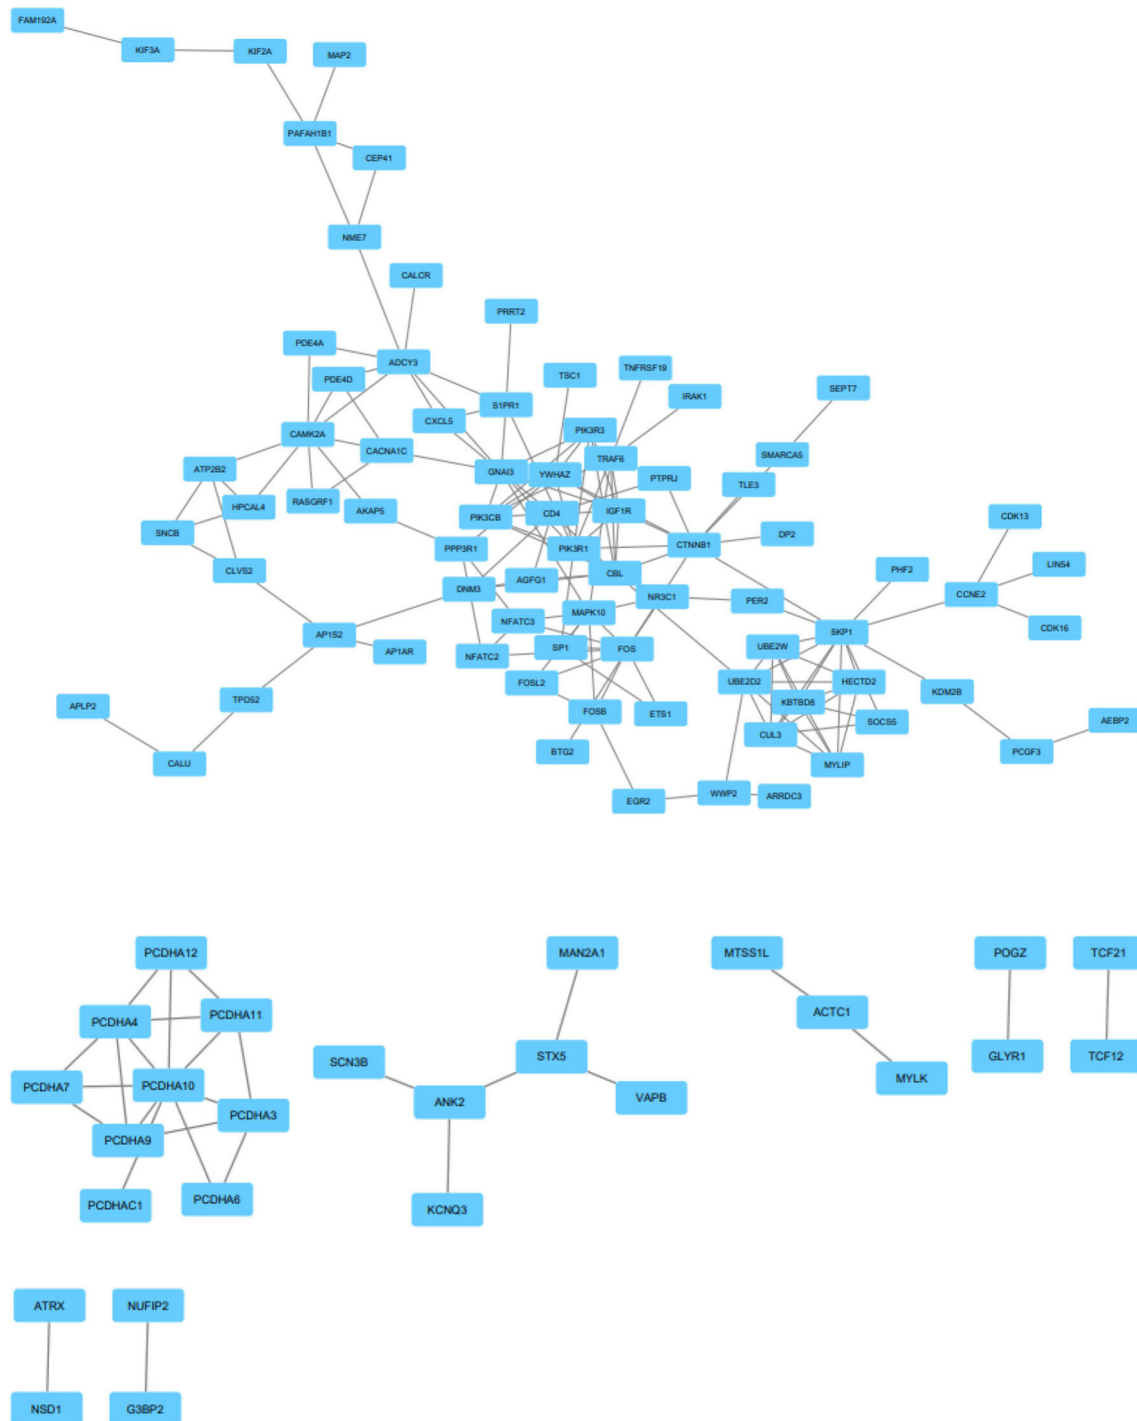 FAM192A
KIF3A
KIF2A
MAP2
PAFAH1B1
CEP41
NME7
CALCR
PRRT2
PDE4A
ADCY3
PDE4D
TSC1
TNFRSF19
IRAK1
SEPT7
CXCL5
S1PR1
CAMK2A
PIK3R3
CACNA1C
SMARCA5
ATP2B2
GNAI3
YWHAZ
TRAF6
PTPRJ
TLE3
HPCAL4
RASGRF1
AKAP5
PIK3CB
CD4
IGF1R
SNCB
PPP3R1
PIK3R1
CTNNB1
DP2
CDK13
CLVS2
DNM3
AGFG1
CBL
PHF2
LIN54
NR3C1
PER2
CCNE2
NFATC3
MAPK10
CDK16
AP1S2
AP1AR
NFATC2
SP1
FOS
UBE2W
SKP1
FOSL2
UBE2D2
HECTD2
APLP2
TPD52
FOSB
ETS1
KBTBD8
KDM2B
SOCS5
AEBP2
CALU
BTG2
CUL3
MYLIP
PCGF3
EGR2
WWP2
ARRDC3
PCDHA12
MAN2A1
MTSS1L
POGZ
TCF21
PCDHA4
PCDHA11
ACTC1
SCN3B
STX5
GLYR1
TCF12
PCDHA7
PCDHA10
MYLK
ANK2
VAPB
PCDHA3
PCDHA9
PCDHAC1
PCDHA6
KCNQ3
ATRX
NUFIP2
NSD1
G3BP2